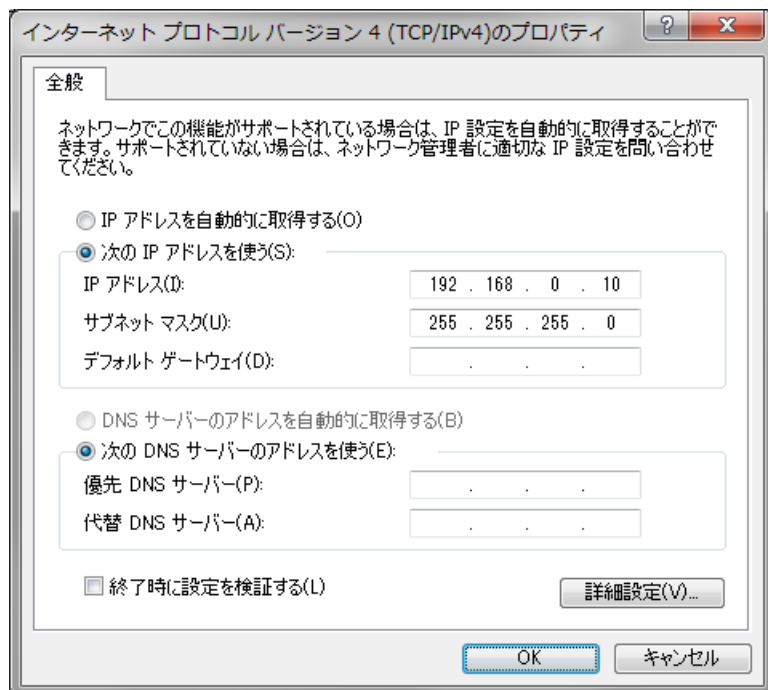 インターネット プロトコル バージョン 4 (TCP/IPv4)のプロパティ
?
X
全般
ネットワークでこの機能がサポートされている場合は、IP 設定を自動的に取得することがで
きます。サポートされていない場合は、ネットワーク管理者に適切な IP 設定を問い合わせ
てください。
IP アドレスを自動的に取得する(O)
次の IP アドレスを使う(S):
IP アドレス(I): 192 . 168 . 0 . 10
サブネット マスク(U): 255 . 255 . 255 . 0
デフォルト ゲートウェイ(D): . . .
DNS サーバーのアドレスを自動的に取得する(B)
次の DNS サーバーのアドレスを使う(E):
優先 DNS サーバー(P): . . .
代替 DNS サーバー(A): . . .
終了時に設定を検証する(L)
詳細設定(V)...
OK キャンセル